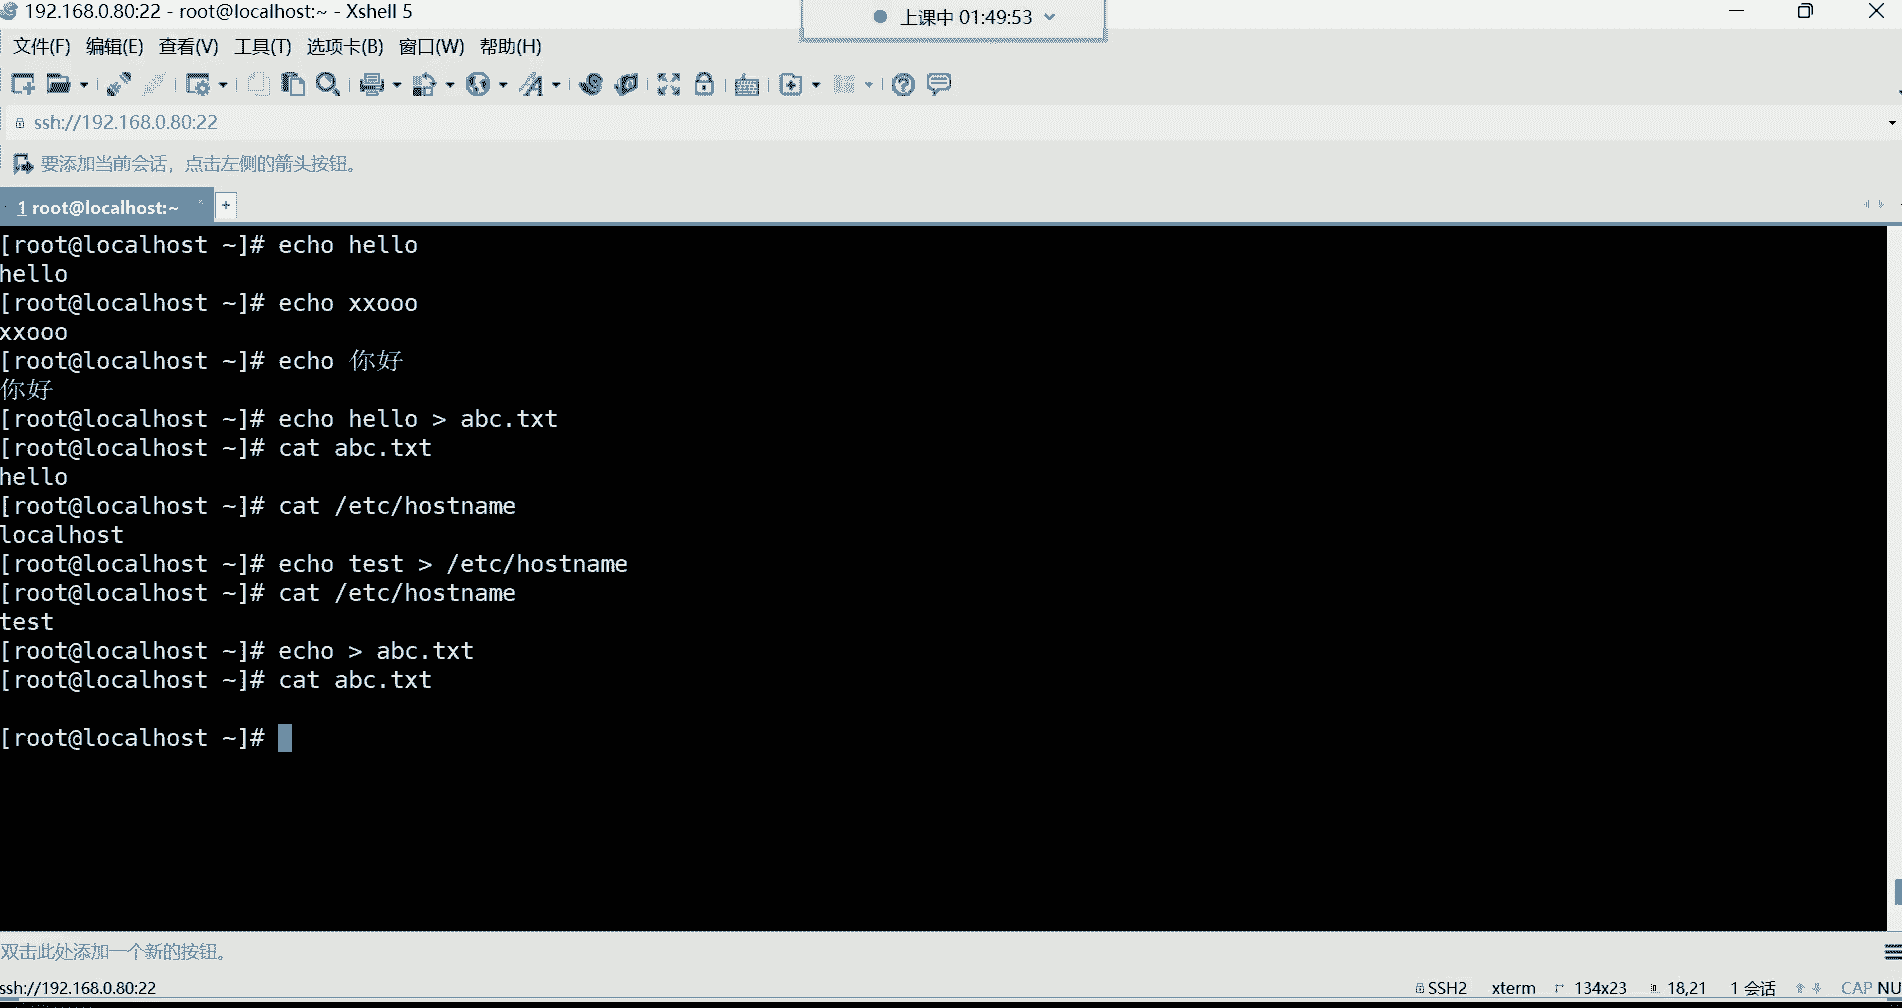 192.168.0.80:22 - root@localhost:~ - Xshell 5
上课中 01:49:53
文件(F) 编辑(E) 查看(V) 工具(T) 选项卡(B) 窗口(W) 帮助(H)
ssh://192.168.0.80:22
要添加当前会话，点击左侧的箭头按钮。
1 root@localhost:~
[root@localhost ~]# echo hello
hello
[root@localhost ~]# echo xxooo
xxooo
[root@localhost ~]# echo 你好
你好
[root@localhost ~]# echo hello > abc.txt
[root@localhost ~]# cat abc.txt
hello
[root@localhost ~]# cat /etc/hostname
localhost
[root@localhost ~]# echo test > /etc/hostname
[root@localhost ~]# cat /etc/hostname
test
[root@localhost ~]# echo > abc.txt
[root@localhost ~]# cat abc.txt
[root@localhost ~]#
双击此处添加一个新的按钮。
ssh://192.168.0.80:22 SSH2 xterm 134x23 18,21 1 会话 CAP NU